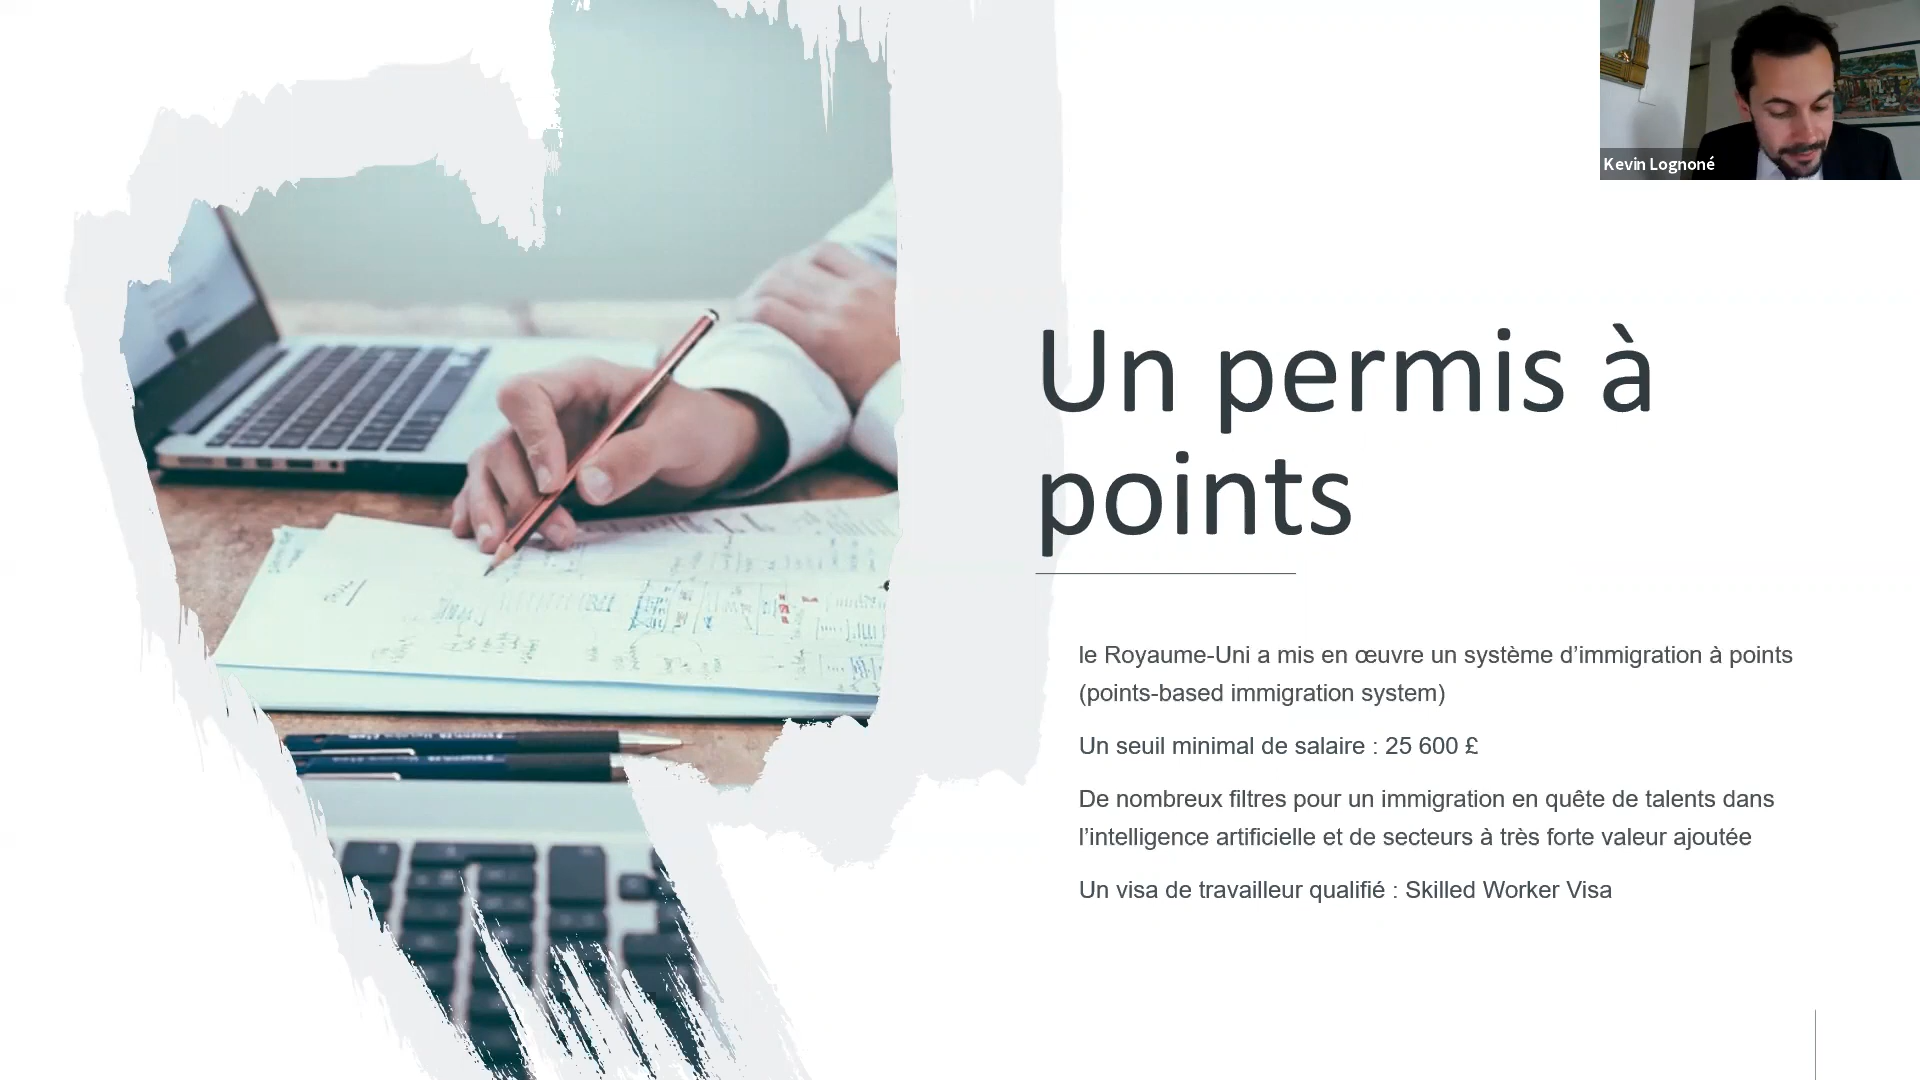 Kevin Lognoné
Un permis à
points
le Royaume-Uni a mis en œuvre un système d’immigration à points
(points-based immigration system)
Un seuil minimal de salaire : 25 600 £
De nombreux filtres pour un immigration en quête de talents dans
l’intelligence artificielle et de secteurs à très forte valeur ajoutée
Un visa de travailleur qualifié : Skilled Worker Visa